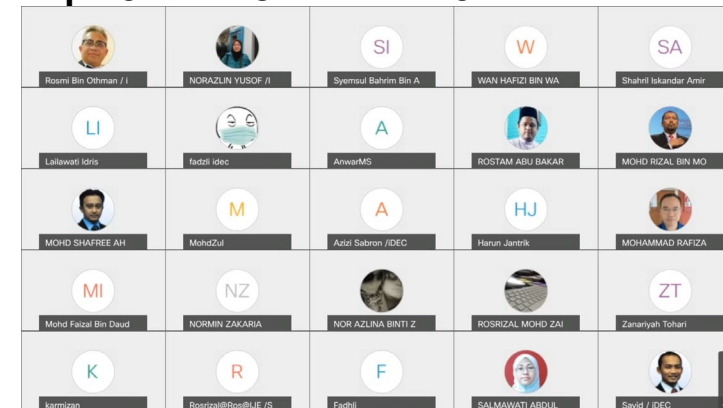 Rosmi Bin Othman / i
NORAZLIN YUSOF /I
SI
Syemsul Bahrim Bin A
W
WAN HAFIZI BIN WA
SA
Shahril Iskandar Amir
LI
Lailawati Idris
fadzli idec
A
AnwarMS
ROSTAM ABU BAKAR
MOHD RIZAL BIN MO
MOHD SHAFREE AH
M
MohdZul
A
Azizi Sabron /iDEC
HJ
Harun Jantrik
MOHAMMAD RAFIZA
MI
Mohd Faizal Bin Daud
NZ
NORMIN ZAKARIA
NOR AZLINA BINTI Z
ROSRIZAL MOHD ZAI
ZT
Zanariyah Tohari
K
karmizan
R
Rosrizal@Ros@IJE /S
F
Fadhli
SALMAWATI ABDUL
Sayid / iDEC